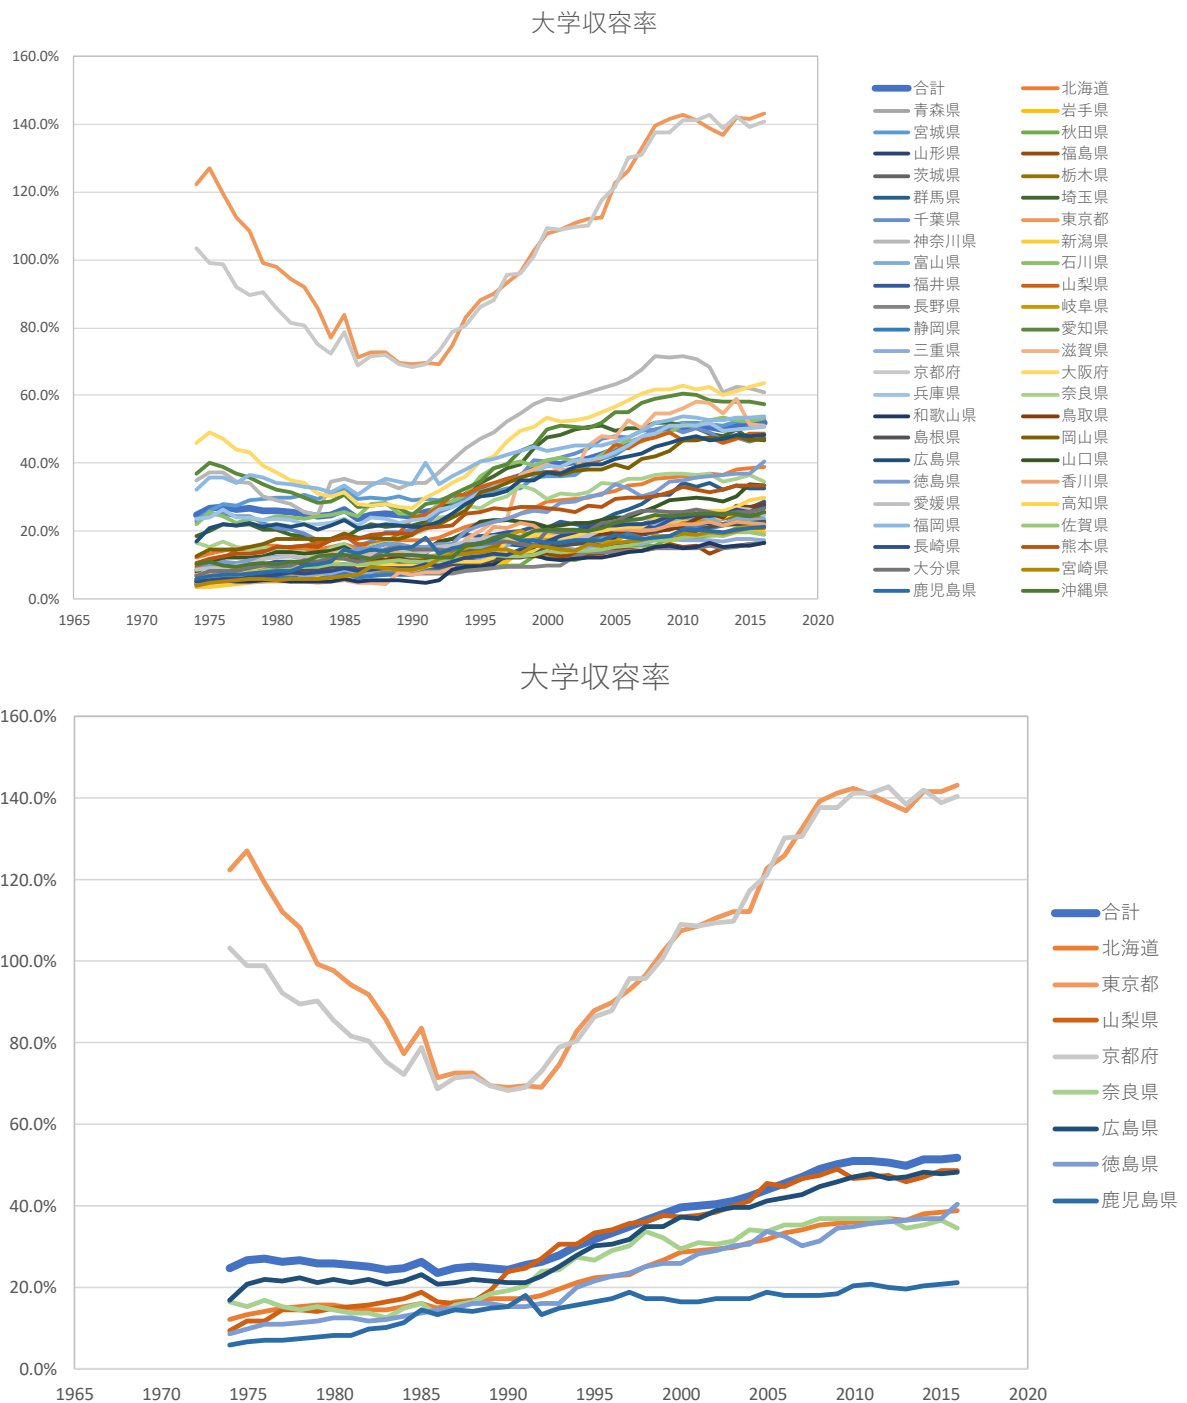 大学収容率
160.0%
140.0%
120.0%
100.0%
80.0%
60.0%
40.0%
20.0%
0.0%
1965 1970 1975 1980 1985 1990 1995 2000 2005 2010 2015 2020
合計 北海道
青森県 岩手県
宮城県 秋田県
山形県 福島県
茨城県 栃木県
群馬県 埼玉県
千葉県 東京都
神奈川県 新潟県
富山県 石川県
福井県 山梨県
長野県 岐阜県
静岡県 愛知県
三重県 滋賀県
京都府 大阪府
兵庫県 奈良県
和歌山県 鳥取県
島根県 岡山県
広島県 山口県
徳島県 香川県
愛媛県 高知県
福岡県 佐賀県
長崎県 熊本県
大分県 宮崎県
鹿児島県 沖縄県
大学収容率
160.0%
140.0%
120.0%
100.0%
80.0%
60.0%
40.0%
20.0%
0.0%
1965 1970 1975 1980 1985 1990 1995 2000 2005 2010 2015 2020
合計
北海道
東京都
山梨県
京都府
奈良県
広島県
徳島県
鹿児島県